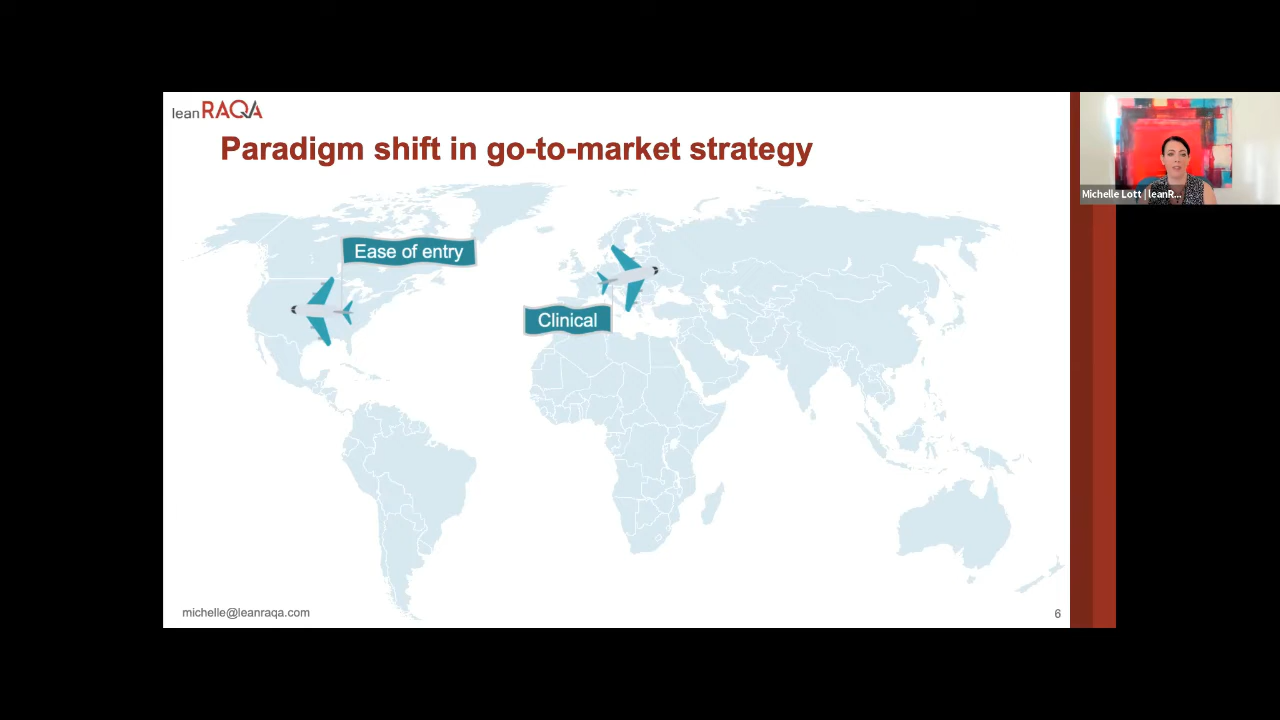 leanRAQA
Paradigm shift in go-to-market strategy
Ease of entry
Clinical
michelle@leanraqa.com
6
Michelle Lott | leanR...